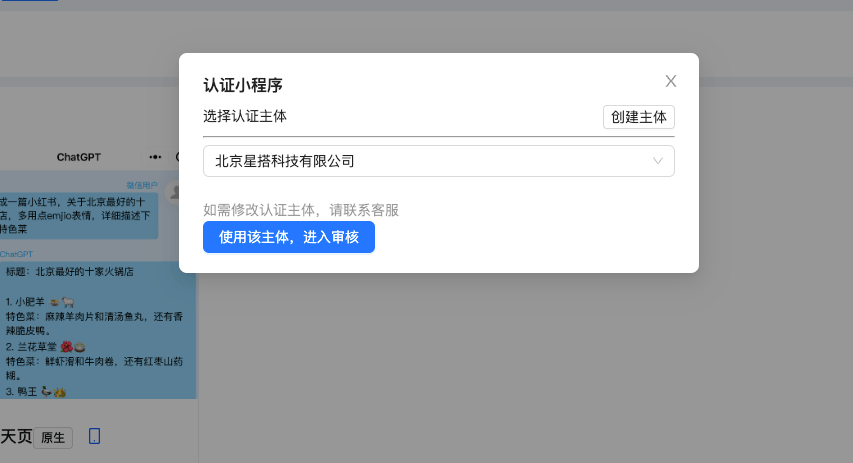 认证小程序
选择认证主体
创建主体
北京星搭科技有限公司
如需修改认证主体，请联系客服
使用该主体，进入审核
ChatGPT
微信用户
成一篇小红书，关于北京最好的十
店，多用点emjio表情，详细描述下
特色菜
ChatGPT
标题：北京最好的十家火锅店
1. 小肥羊
特色菜：麻辣羊肉片和清汤鱼丸，还有香
辣脆皮鸭。
2. 兰花草堂
特色菜：鲜虾滑和牛肉卷，还有红枣山药
糊。
3. 鸭王
天页
原生